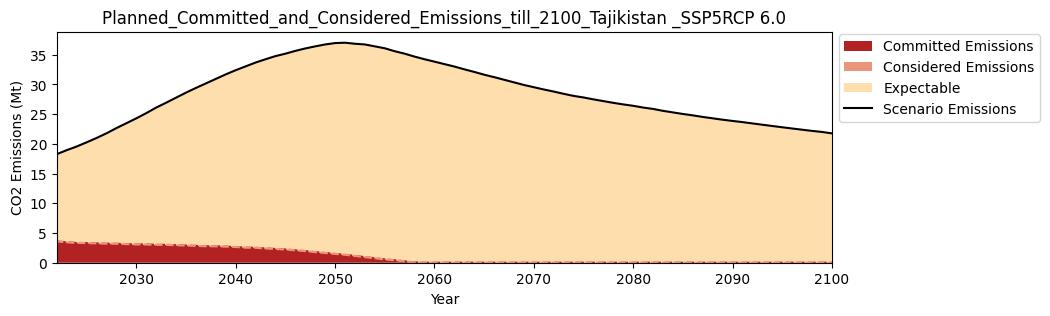 Planned_Committed_and_Considered_Emissions_till_2100_Tajikistan _SSP5RCP 6.0
CO2 Emissions (Mt)
35
30
25
20
15
10
5
0
2030 2040 2050 2060 2070 2080 2090 2100
Year
Committed Emissions
Considered Emissions
Expectable
Scenario Emissions